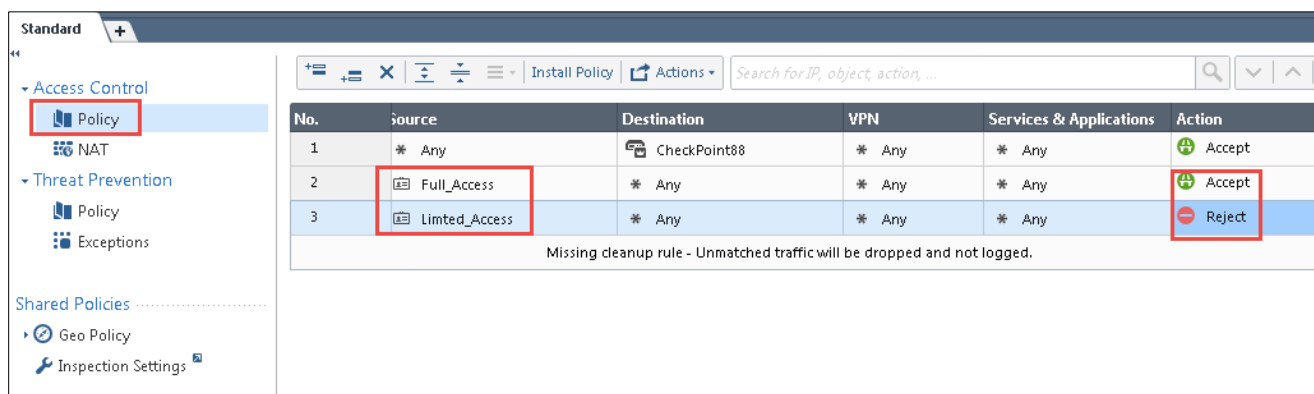 Standard +
Install Policy Actions Search for IP, object, action, ...
Access Control
Policy
NAT
Threat Prevention
Policy
Exceptions
Shared Policies
Geo Policy
Inspection Settings
No. Source Destination VPN Services & Applications Action
1 * Any CheckPoint88 * Any * Any Accept
2 Full_Access * Any * Any * Any Accept
3 Limted_Access * Any * Any * Any Reject
Missing cleanup rule - Unmatched traffic will be dropped and not logged.